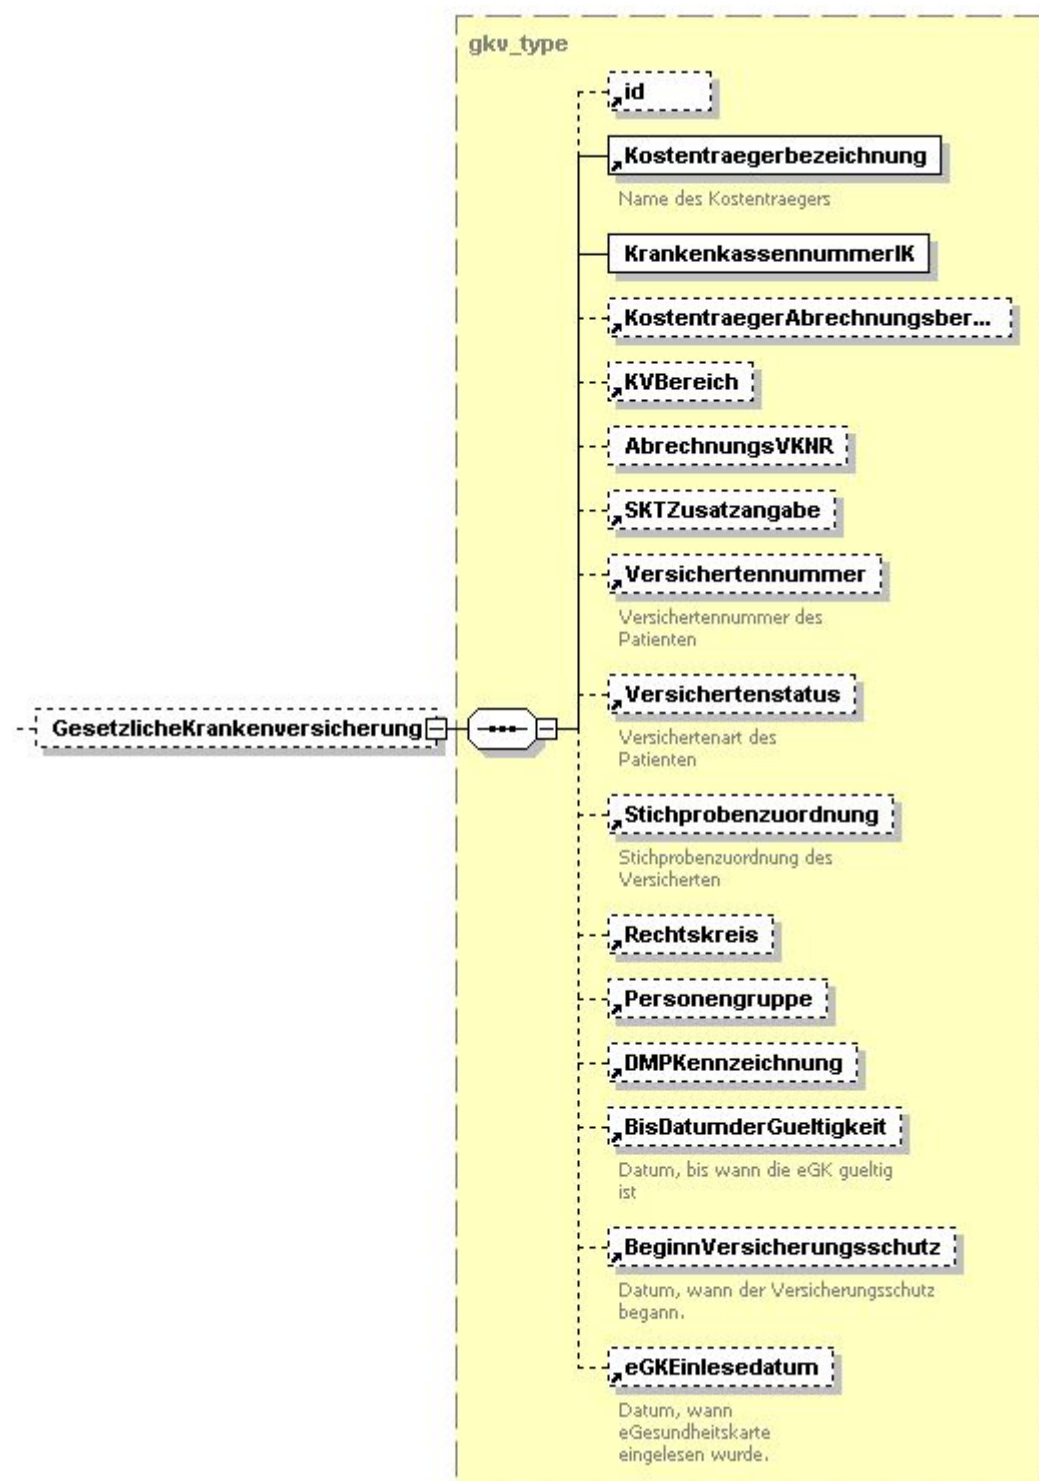 gkv_type
id
Kostentraegerbezeichnung
Name des Kostentraegers
KrankenkassennummerIK
KostentraegerAbrechnungsber...
KVBereich
AbrechnungsVKNR
SKTZusatzangabe
Versichertennummer
Versichertennummer des
Patienten
Versichertenstatus
Versichertenart des
Patienten
GesetzlicheKrankenversicherung
Stichprobenzuordnung
Stichprobenzuordnung des
Versicherten
Rechtskreis
Personengruppe
DMPKennzeichnung
BisDatumderGueltigkeit
Datum, bis wann die eGK gueltig
ist
BeginnVersicherungsschutz
Datum, wann der Versicherungsschutz
begann.
eGKEinlesedatum
Datum, wann
eGesundheitskarte
eingelesen wurde.